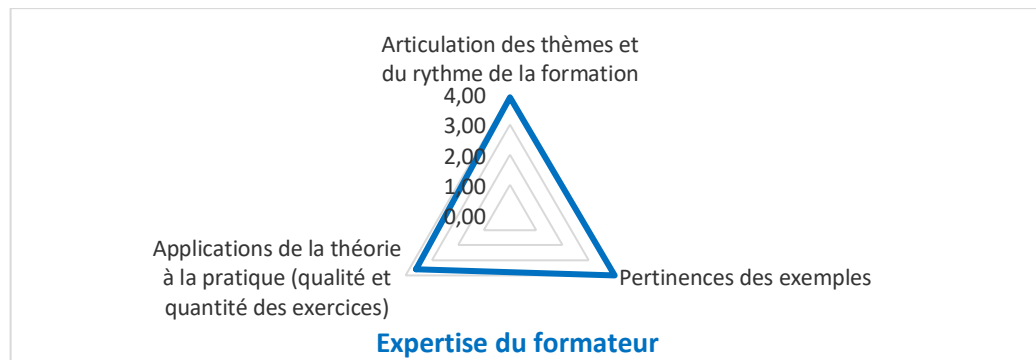 Articulation des thèmes et
du rythme de la formation
4,00
3,00
2,00
1,00
0,00
Applications de la théorie
à la pratique (qualité et
quantité des exercices)
Pertinences des exemples
Expertise du formateur